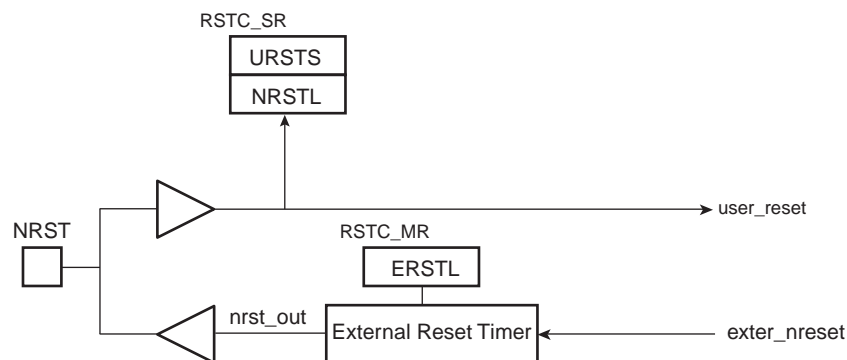 RSTC_SR
URSTS
NRSTL
user_reset
NRST
RSTC_MR
ERSTL
nrst_out
External Reset Timer
exter_nreset